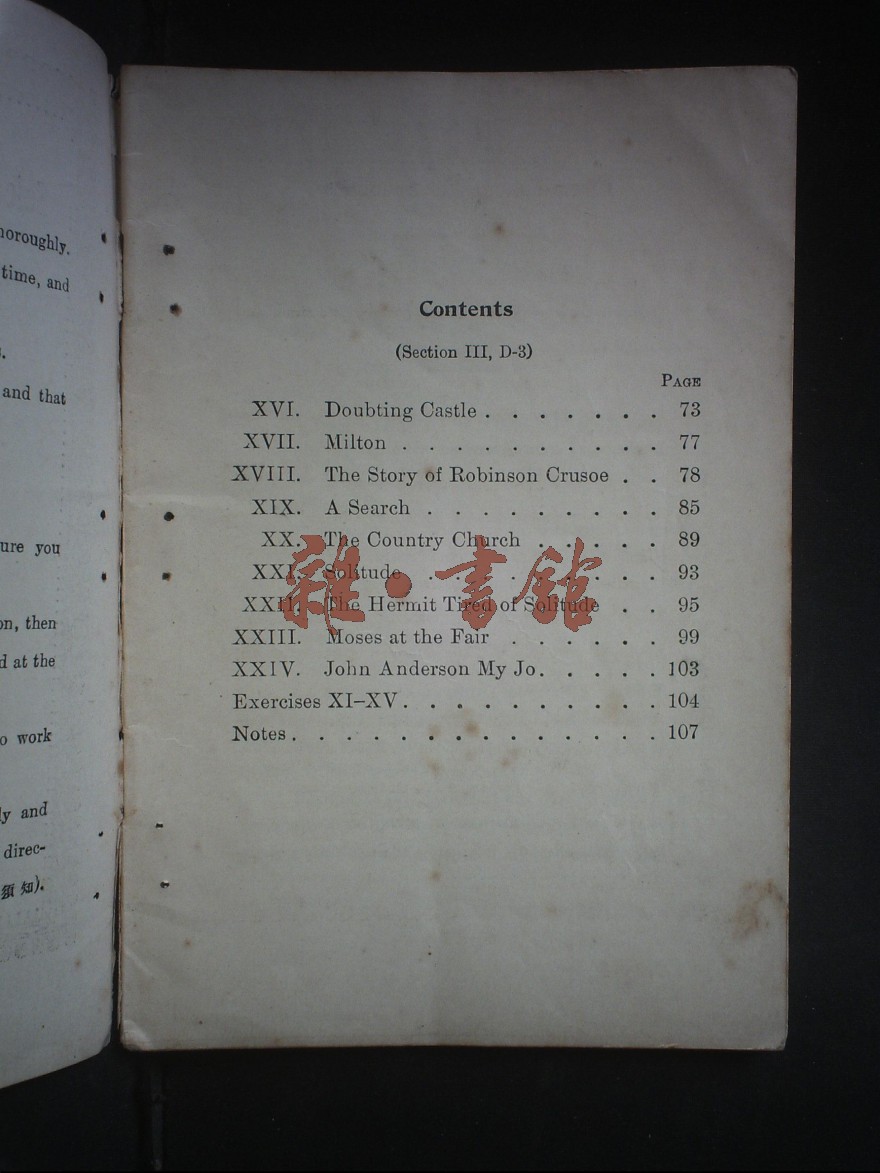 horoughly.
time, and
and that
ure you
on, then
d at the
o work
ly and
direc-
須知).
Contents
(Section III, D-3)
PAGE
XVI. Doubting Castle . . . . . . . 73
XVII. Milton . . . . . . . . . . 77
XVIII. The Story of Robinson Crusoe . . 78
XIX. A Search . . . . . . . . . 85
XX. The Country Church . . . . . 89
XXI. Solitude . . . . . . . . . 93
XXII. The Hermit Tired of Solitude . . 95
XXIII. Moses at the Fair . . . . . . 99
XXIV. John Anderson My Jo. . . . . 103
Exercises XI–XV. . . . . . . . . . 104
Notes. . . . . . . . . . . . . . 107
雜·書館